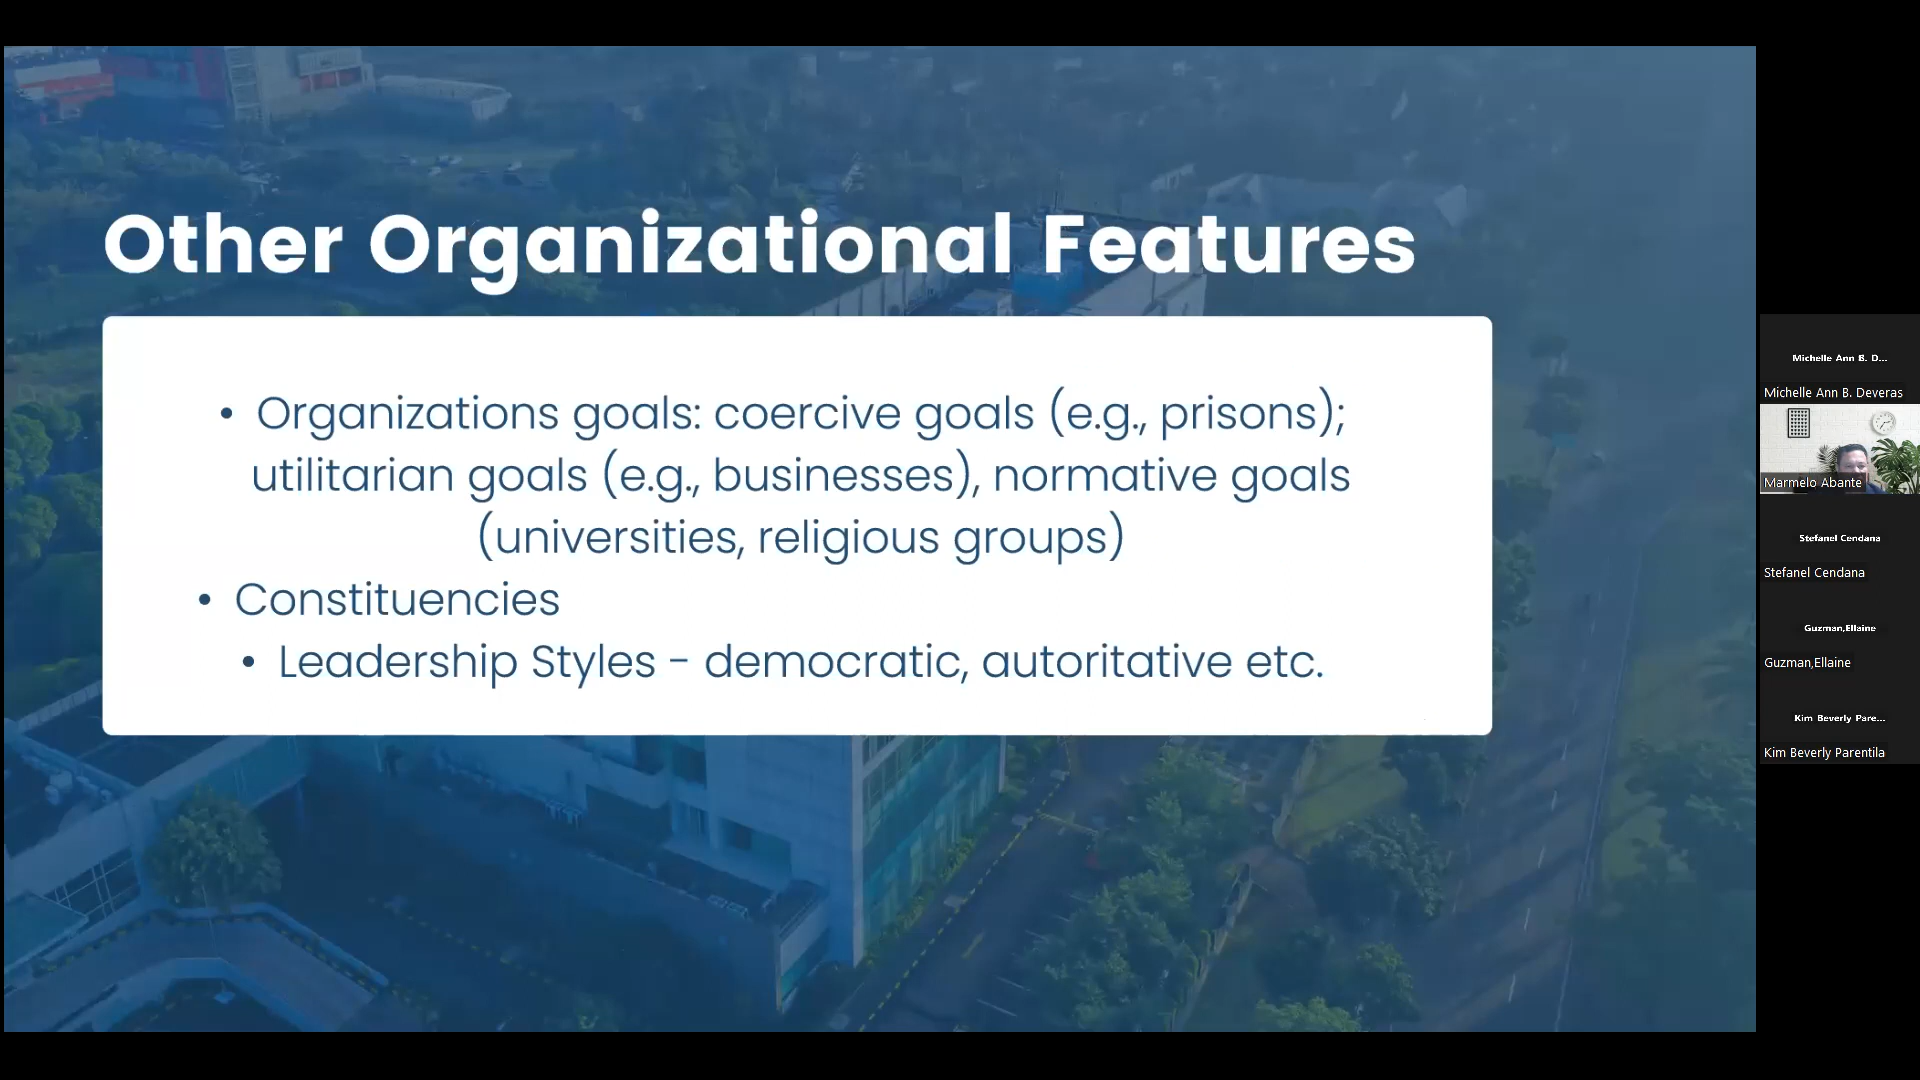 Other Organizational Features
• Organizations goals: coercive goals (e.g., prisons);
utilitarian goals (e.g., businesses), normative goals
(universities, religious groups)
• Constituencies
• Leadership Styles - democratic, autoritative etc.
Michelle Ann B. D...
Michelle Ann B. Deveras
Marmelo Abante
Stefanel Cendana
Stefanel Cendana
Guzman,Ellaine
Guzman,Ellaine
Kim Beverly Pare...
Kim Beverly Parentila